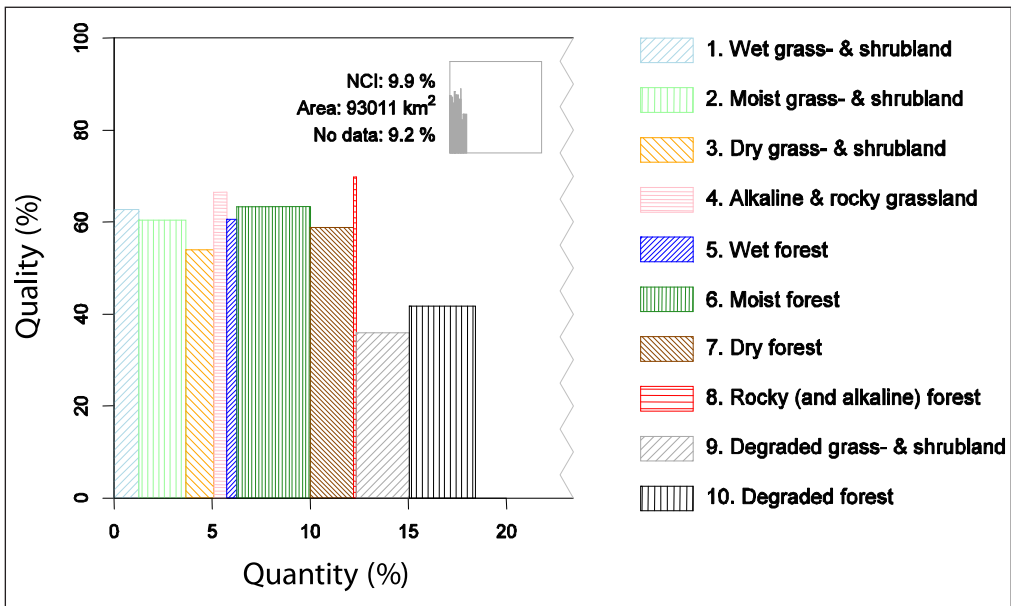 NCI: 9.9 %
Area: 93011 km²
No data: 9.2 %
Quality (%)
100
80
60
40
20
0
0 5 10 15 20
Quantity (%)
1. Wet grass- & shrubland
2. Moist grass- & shrubland
3. Dry grass- & shrubland
4. Alkaline & rocky grassland
5. Wet forest
6. Moist forest
7. Dry forest
8. Rocky (and alkaline) forest
9. Degraded grass- & shrubland
10. Degraded forest